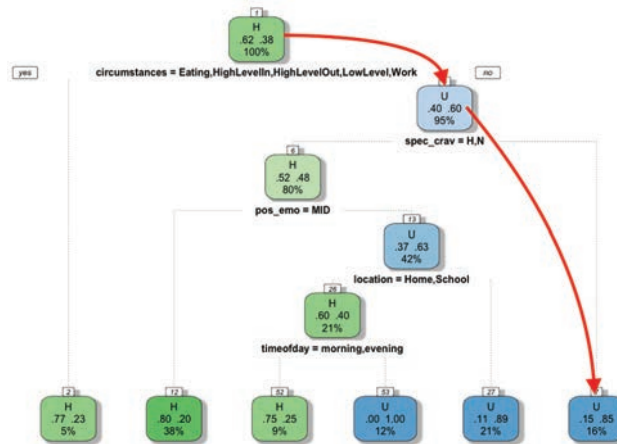 1
H
.62 .38
100%
yes
circumstances = Eating,HighLevelIn,HighLevelOut,LowLevel,Work
no
U
.40 .60
95%
spec_crav = H,N
6
H
.52 .48
80%
pos_emo = MID
13
U
.37 .63
42%
location = Home,School
26
H
.60 .40
21%
timeofday = morning,evening
2
H
.77 .23
5%
12
H
.80 .20
38%
52
H
.75 .25
9%
53
U
.00 1.00
12%
27
U
.11 .89
21%
U
.15 .85
16%